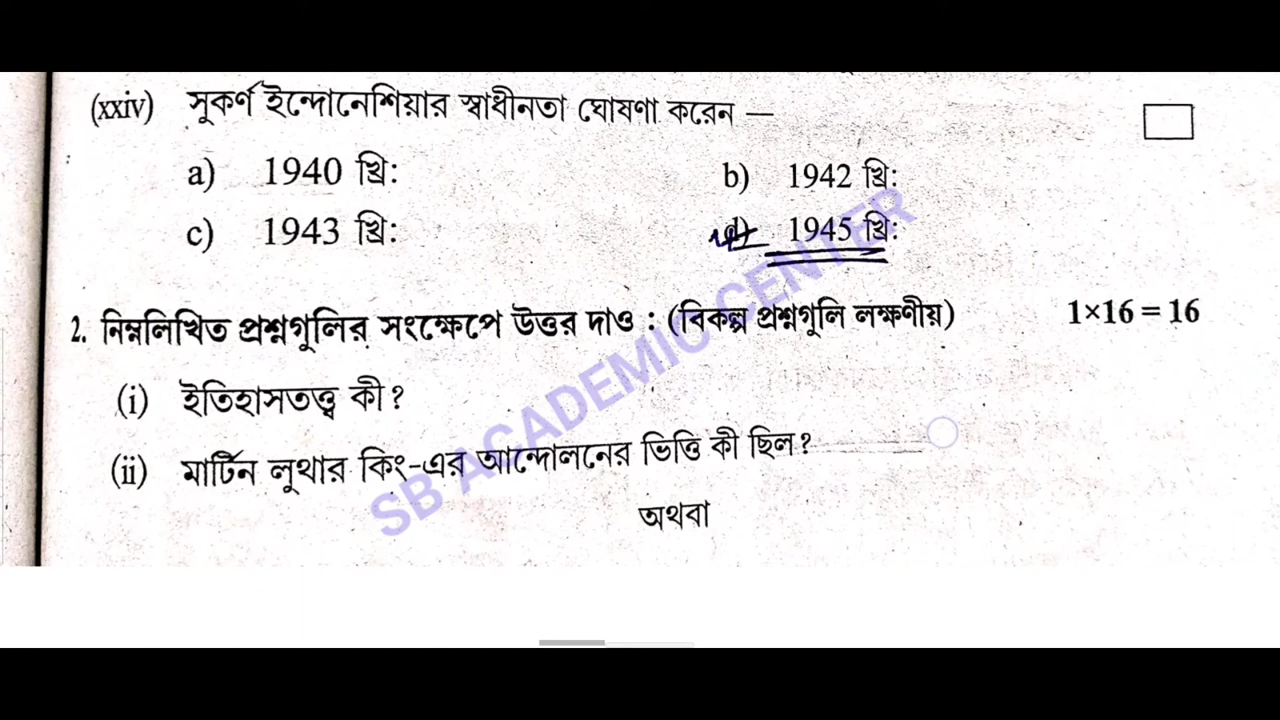 (xxiv) সুকর্ণ ইন্দোনেশিয়ার স্বাধীনতা ঘোষণা করেন —
a) 1940 খ্রি: b) 1942 খ্রি:
c) 1943 খ্রি: d) 1945 খ্রি:
2. নিম্নলিখিত প্রশ্নগুলির সংক্ষেপে উত্তর দাও : (বিকল্প প্রশ্নগুলি লক্ষণীয়) 1×16 = 16
(i) ইতিহাসতত্ত্ব কী?
(ii) মার্টিন লুথার কিং-এর আন্দোলনের ভিত্তি কী ছিল?
অথবা
SB ACADEMIC CENTER